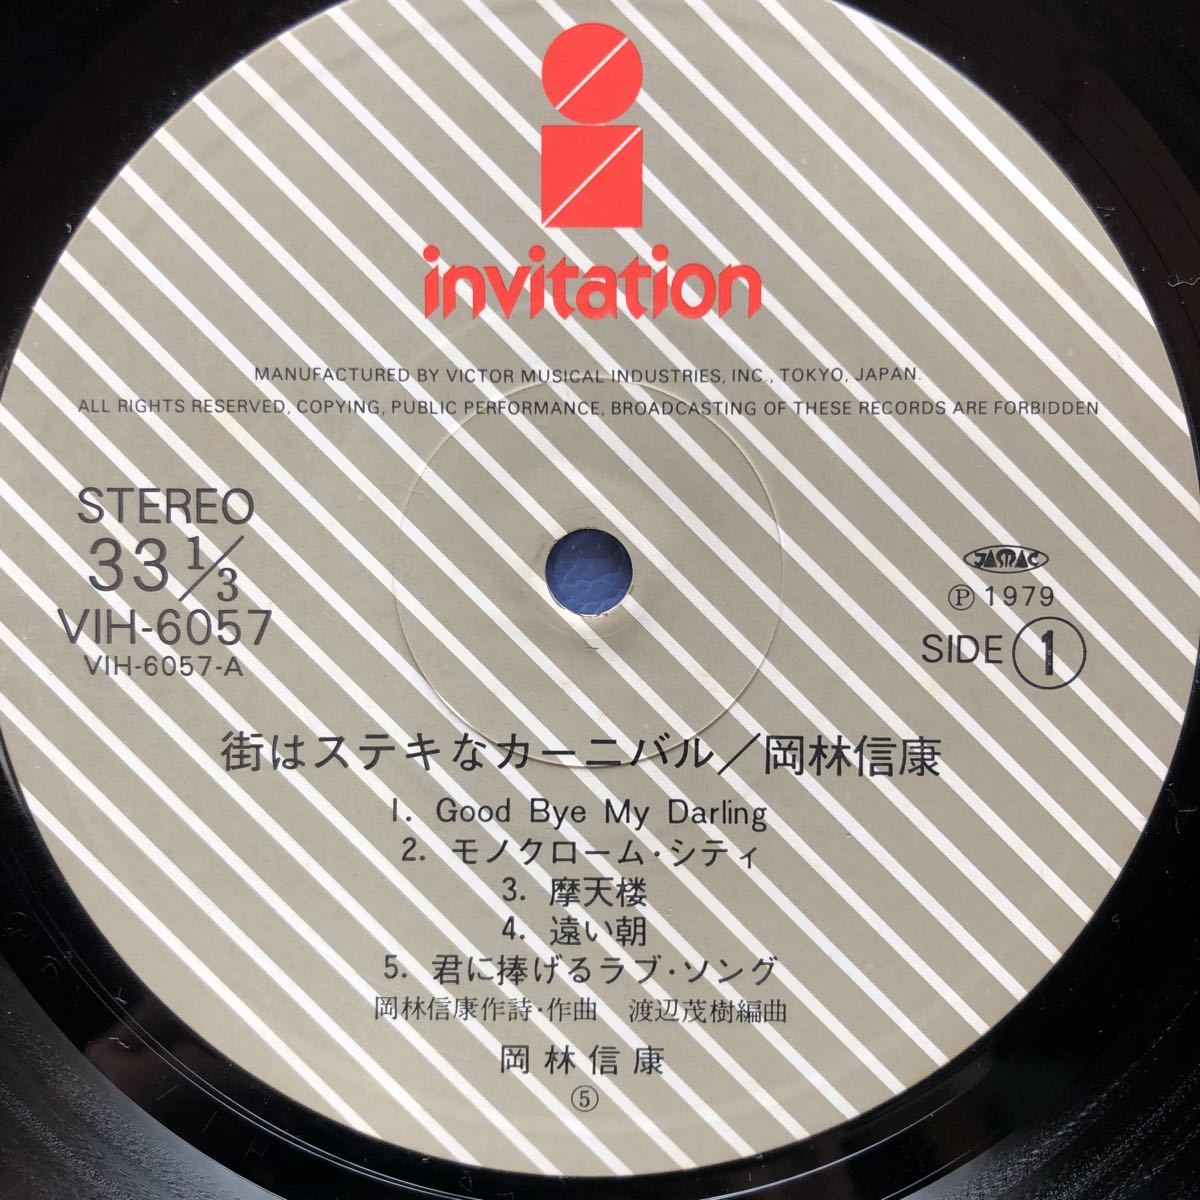 invitation
MANUFACTURED BY VICTOR MUSICAL INDUSTRIES, INC., TOKYO, JAPAN.
ALL RIGHTS RESERVED, COPYING, PUBLIC PERFORMANCE, BROADCASTING OF THESE RECORDS ARE FORBIDDEN
STEREO
33 1/3
VIH-6057
VIH-6057-A
JASRAC
Ⓟ 1979
SIDE 1
街はステキなカーニバル/岡林信康
1. Good Bye My Darling
2. モノクローム・シティ
3. 摩天楼
4. 遠い朝
5. 君に捧げるラブ・ソング
岡林信康作詩・作曲 渡辺茂樹編曲
岡林信康
⑤